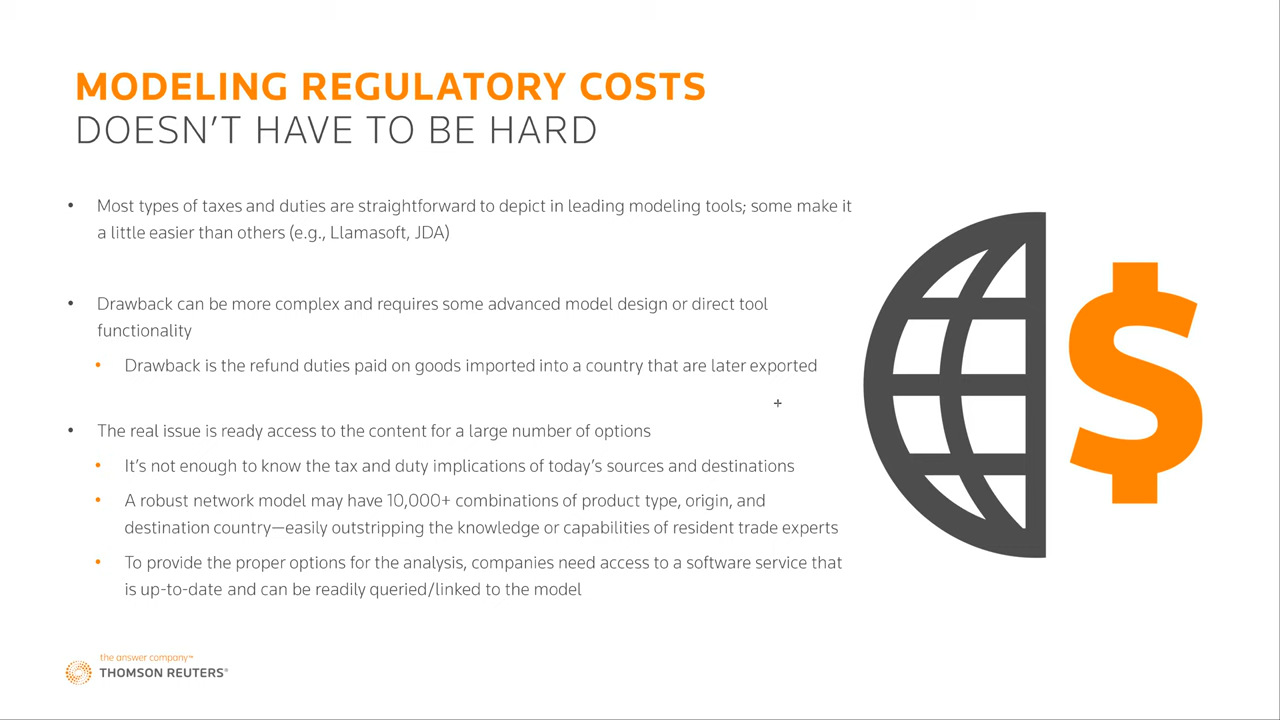 MODELING REGULATORY COSTS
DOESN'T HAVE TO BE HARD
• Most types of taxes and duties are straightforward to depict in leading modeling tools; some make it
a little easier than others (e.g., Llamasoft, JDA)
• Drawback can be more complex and requires some advanced model design or direct tool
functionality
• Drawback is the refund duties paid on goods imported into a country that are later exported
• The real issue is ready access to the content for a large number of options
• It's not enough to know the tax and duty implications of today's sources and destinations
• A robust network model may have 10,000+ combinations of product type, origin, and
destination country—easily outstripping the knowledge or capabilities of resident trade experts
• To provide the proper options for the analysis, companies need access to a software service that
is up-to-date and can be readily queried/linked to the model
$
the answer company™
THOMSON REUTERS®